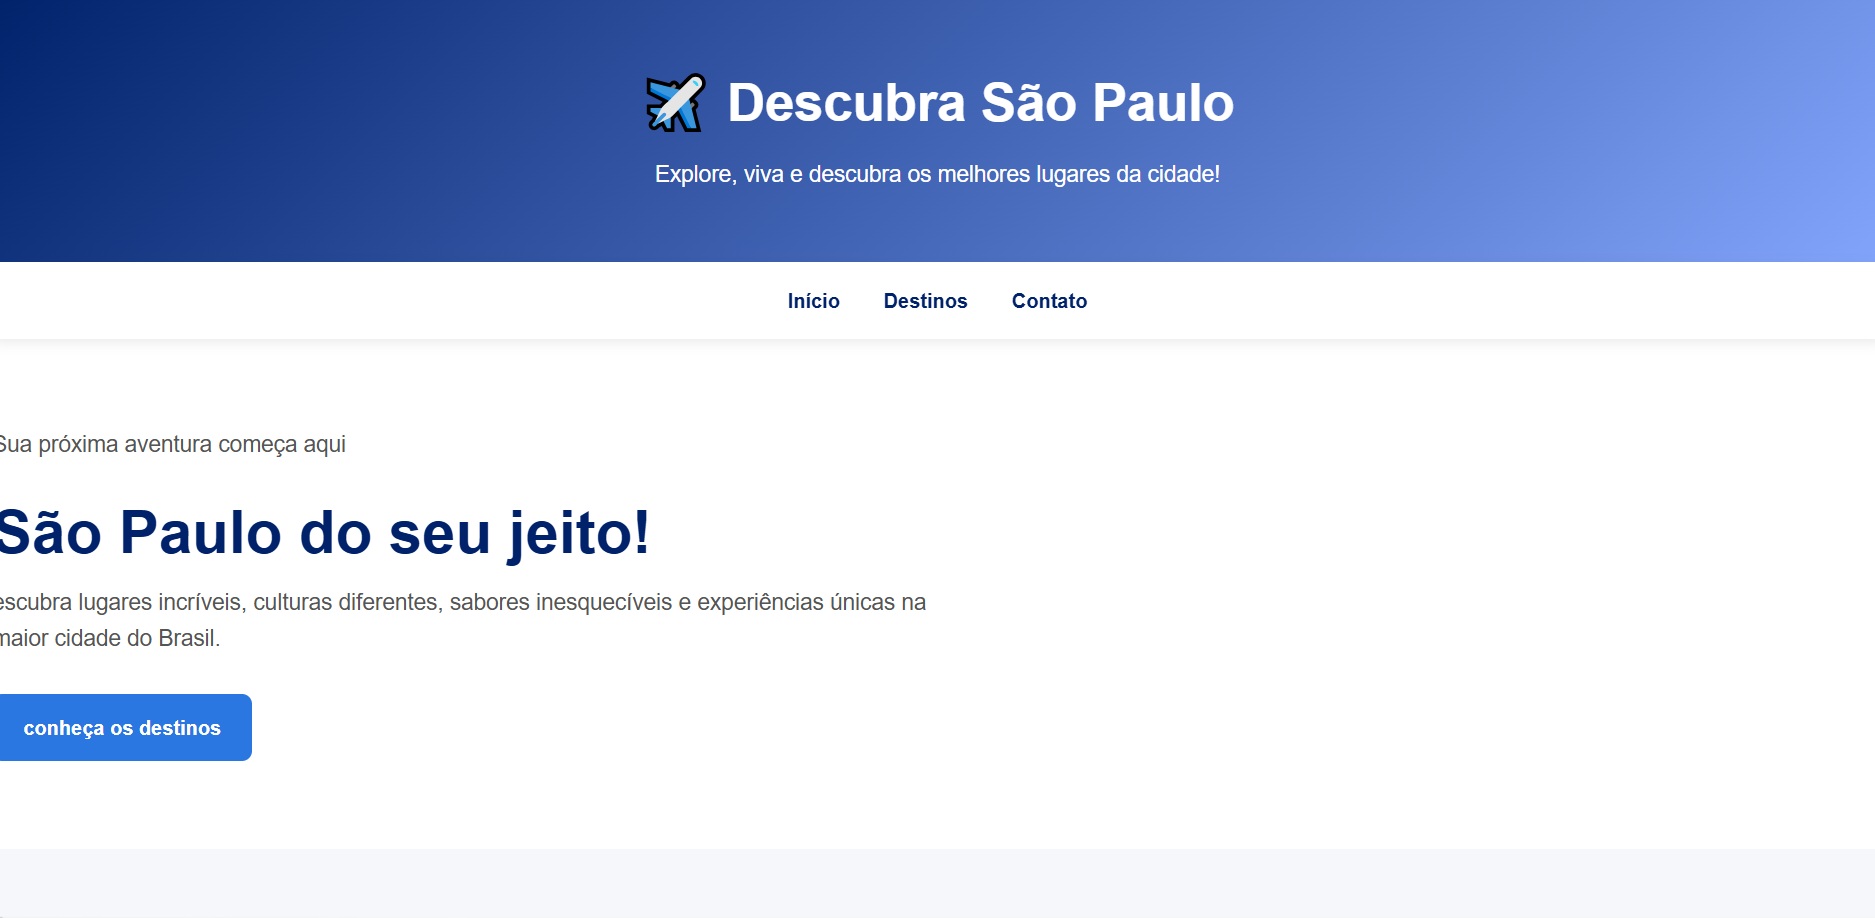 Descubra São Paulo
Explore, viva e descubra os melhores lugares da cidade!
Início Destinos Contato
Sua próxima aventura começa aqui
São Paulo do seu jeito!
escubra lugares incríveis, culturas diferentes, sabores inesquecíveis e experiências únicas na
maior cidade do Brasil.
conheça os destinos